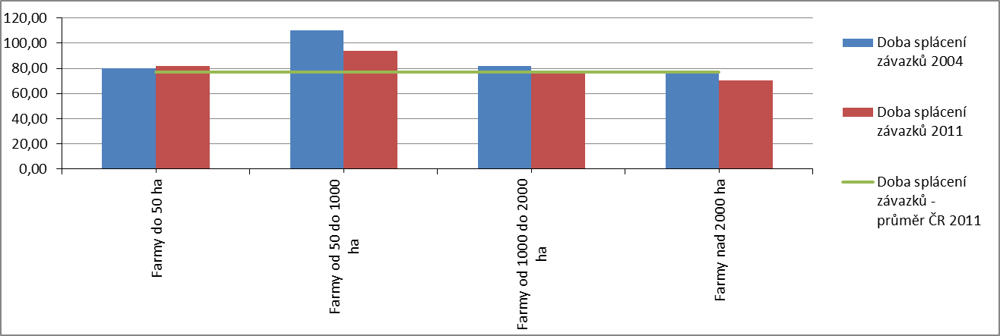 120,00
100,00
80,00
60,00
40,00
20,00
0,00
Farmy do 50 ha
Farmy od 50 do 1000
ha
Farmy od 1000 do 2000
ha
Farmy nad 2000 ha
Doba splácení
závazků 2004
Doba splácení
závazků 2011
Doba splácení
závazků -
průměr ČR 2011